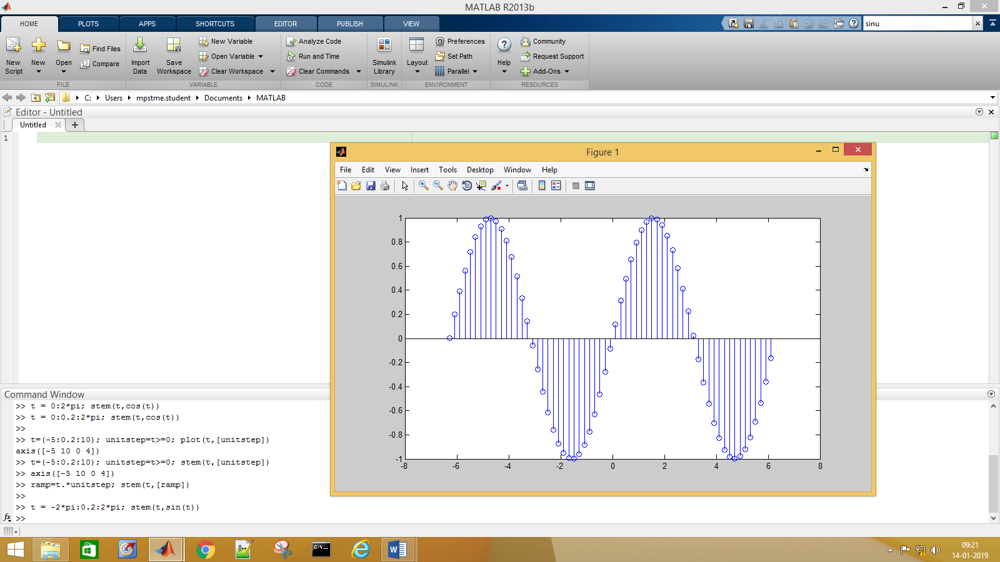 MATLAB R2013b
HOME PLOTS APPS SHORTCUTS EDITOR PUBLISH VIEW sinu
New Script New Open Find Files Compare Import Data Save Workspace New Variable Open Variable Clear Workspace Analyze Code Run and Time Clear Commands Simulink Library Layout Preferences Set Path Parallel Help Community Request Support Add-Ons
FILE VARIABLE CODE SIMULINK ENVIRONMENT RESOURCES
C: Users mpstme.student Documents MATLAB
Editor - Untitled
Untitled +
1
Figure 1
File Edit View Insert Tools Desktop Window Help
1
0.8
0.6
0.4
0.2
0
-0.2
-0.4
-0.6
-0.8
-1
-8 -6 -4 -2 0 2 4 6 8
Command Window
>> t = 0:2*pi; stem(t,cos(t))
>> t = 0:0.2:2*pi; stem(t,cos(t))
>>
>> t=(-5:0.2:10); unitstep=t>=0; plot(t,[unitstep])
axis([-5 10 0 4])
>> t=(-5:0.2:10); unitstep=t>=0; stem(t,[unitstep])
>> axis([-5 10 0 4])
>> ramp=t.*unitstep; stem(t,[ramp])
>>
>> t = -2*pi:0.2:2*pi; stem(t,sin(t))
fx >>
09:21
14-01-2019